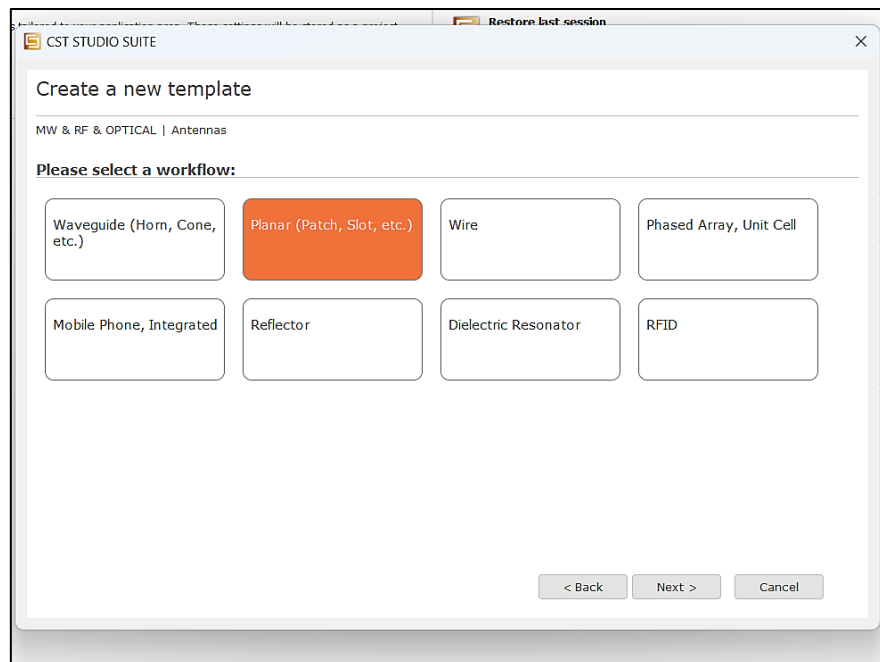 Restore last session
CST STUDIO SUITE
Create a new template
MW & RF & OPTICAL | Antennas
Please select a workflow:
Waveguide (Horn, Cone,
etc.)
Planar (Patch, Slot, etc.)
Wire
Phased Array, Unit Cell
Mobile Phone, Integrated
Reflector
Dielectric Resonator
RFID
< Back
Next >
Cancel